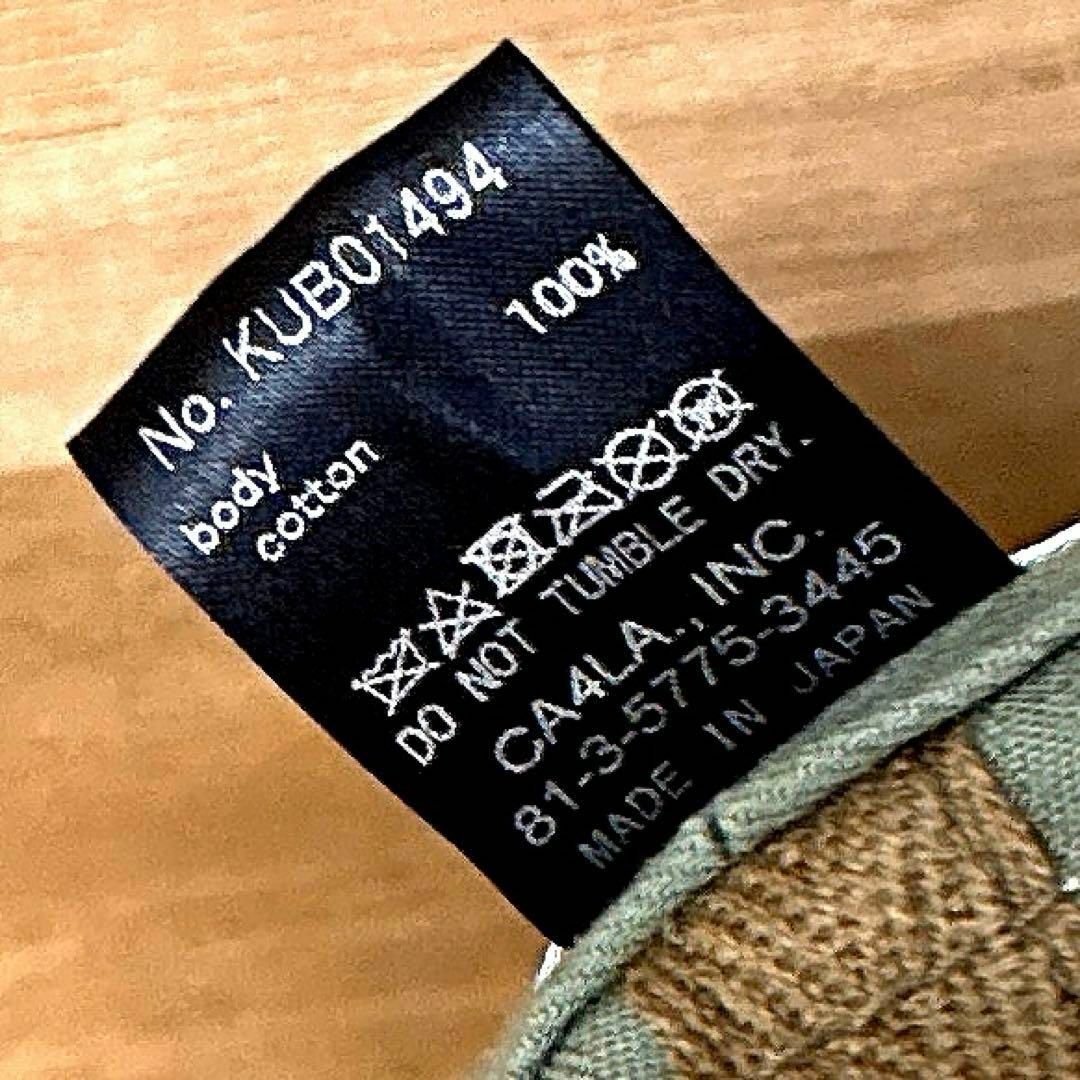 No. KUB01494
body
cotton 100%
DO NOT TUMBLE DRY.
CA4LA., INC.
81-3-5775-3445
MADE IN JAPAN